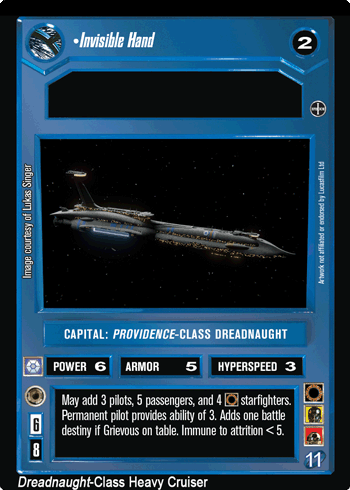 •Invisible Hand
2
Image courtesy of Lukas Singer
Artwork not affiliated or endorsed by Lucasfilm Ltd
CAPITAL: PROVIDENCE-CLASS DREADNAUGHT
POWER 6
ARMOR 5
HYPERSPEED 3
May add 3 pilots, 5 passengers, and 4 starfighters.
Permanent pilot provides ability of 3. Adds one battle
destiny if Grievous on table. Immune to attrition < 5.
6
8
11
Dreadnaught-Class Heavy Cruiser